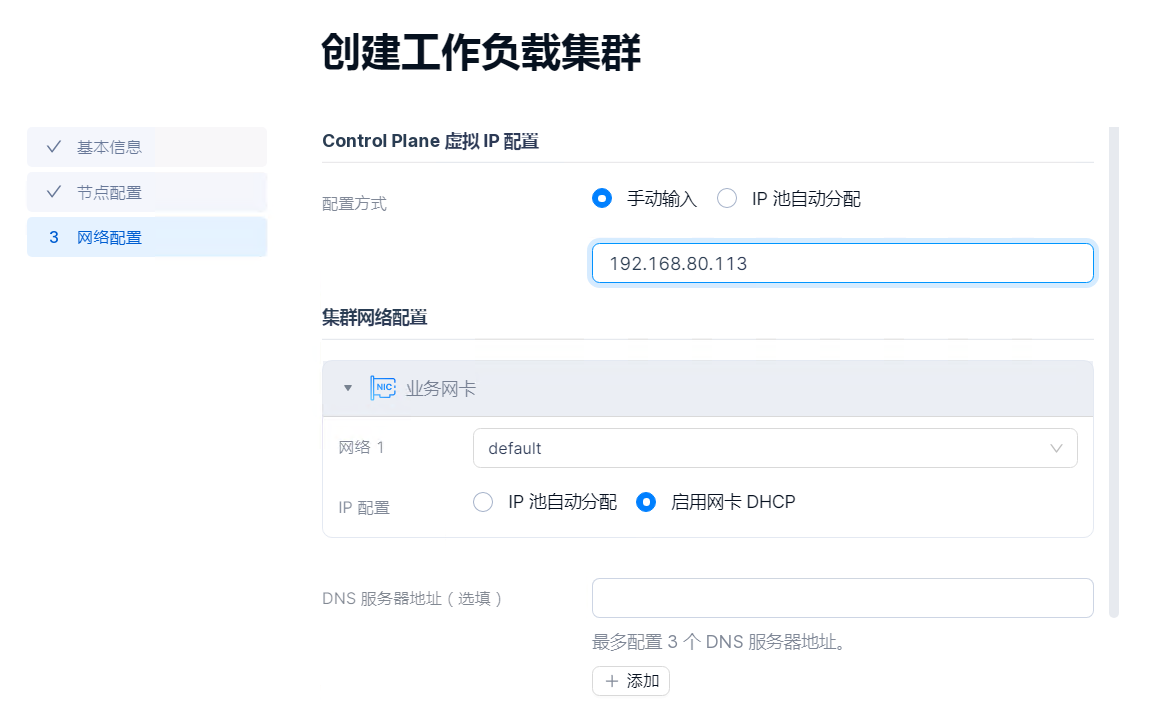 创建工作负载集群
基本信息
节点配置
3 网络配置
Control Plane 虚拟 IP 配置
配置方式
手动输入 IP 池自动分配
192.168.80.113
集群网络配置
NIC 业务网卡
网络 1 default
IP 配置 IP 池自动分配 启用网卡 DHCP
DNS 服务器地址（选填）
最多配置 3 个 DNS 服务器地址。
添加